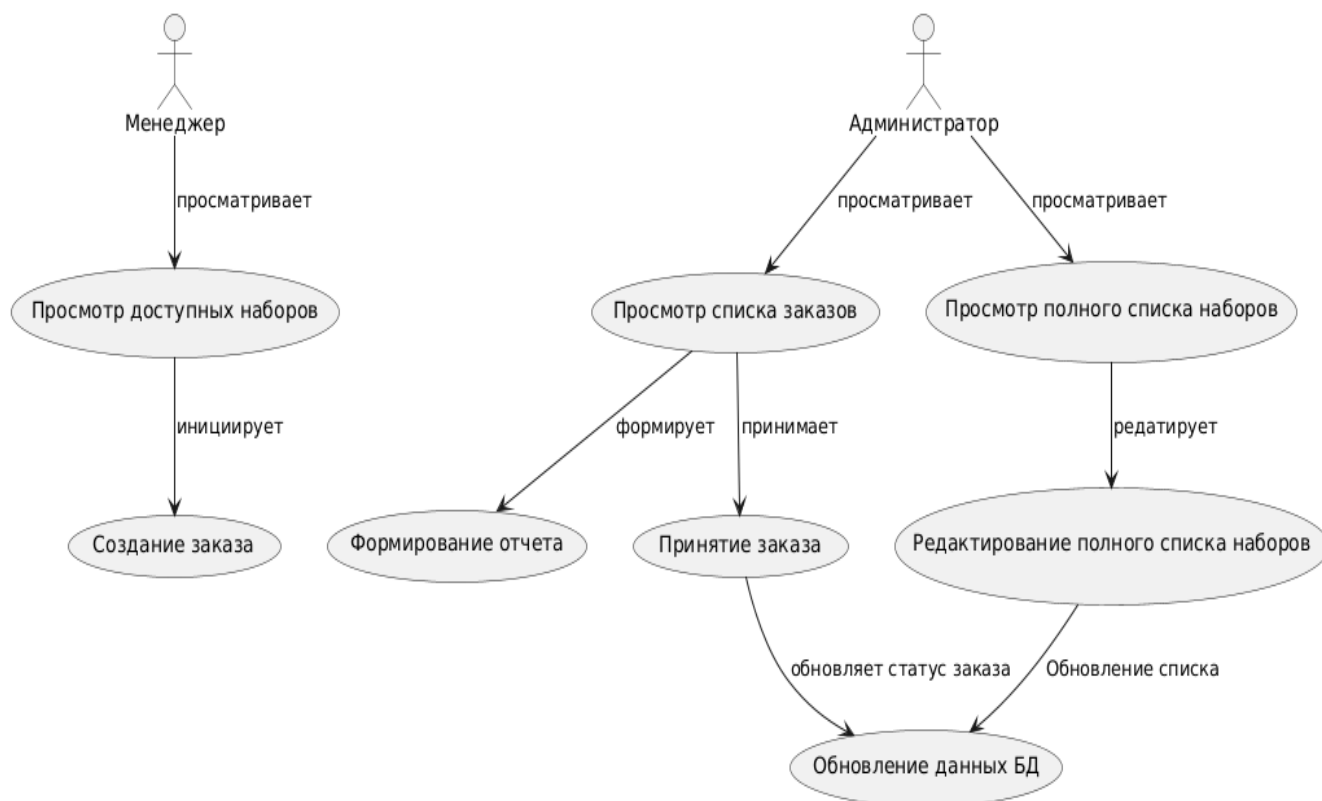 Менеджер
Администратор
просматривает
просматривает
просматривает
Просмотр доступных наборов
Просмотр списка заказов
Просмотр полного списка наборов
инициирует
формирует
принимает
редатирует
Создание заказа
Формирование отчета
Принятие заказа
Редактирование полного списка наборов
обновляет статус заказа
Обновление списка
Обновление данных БД